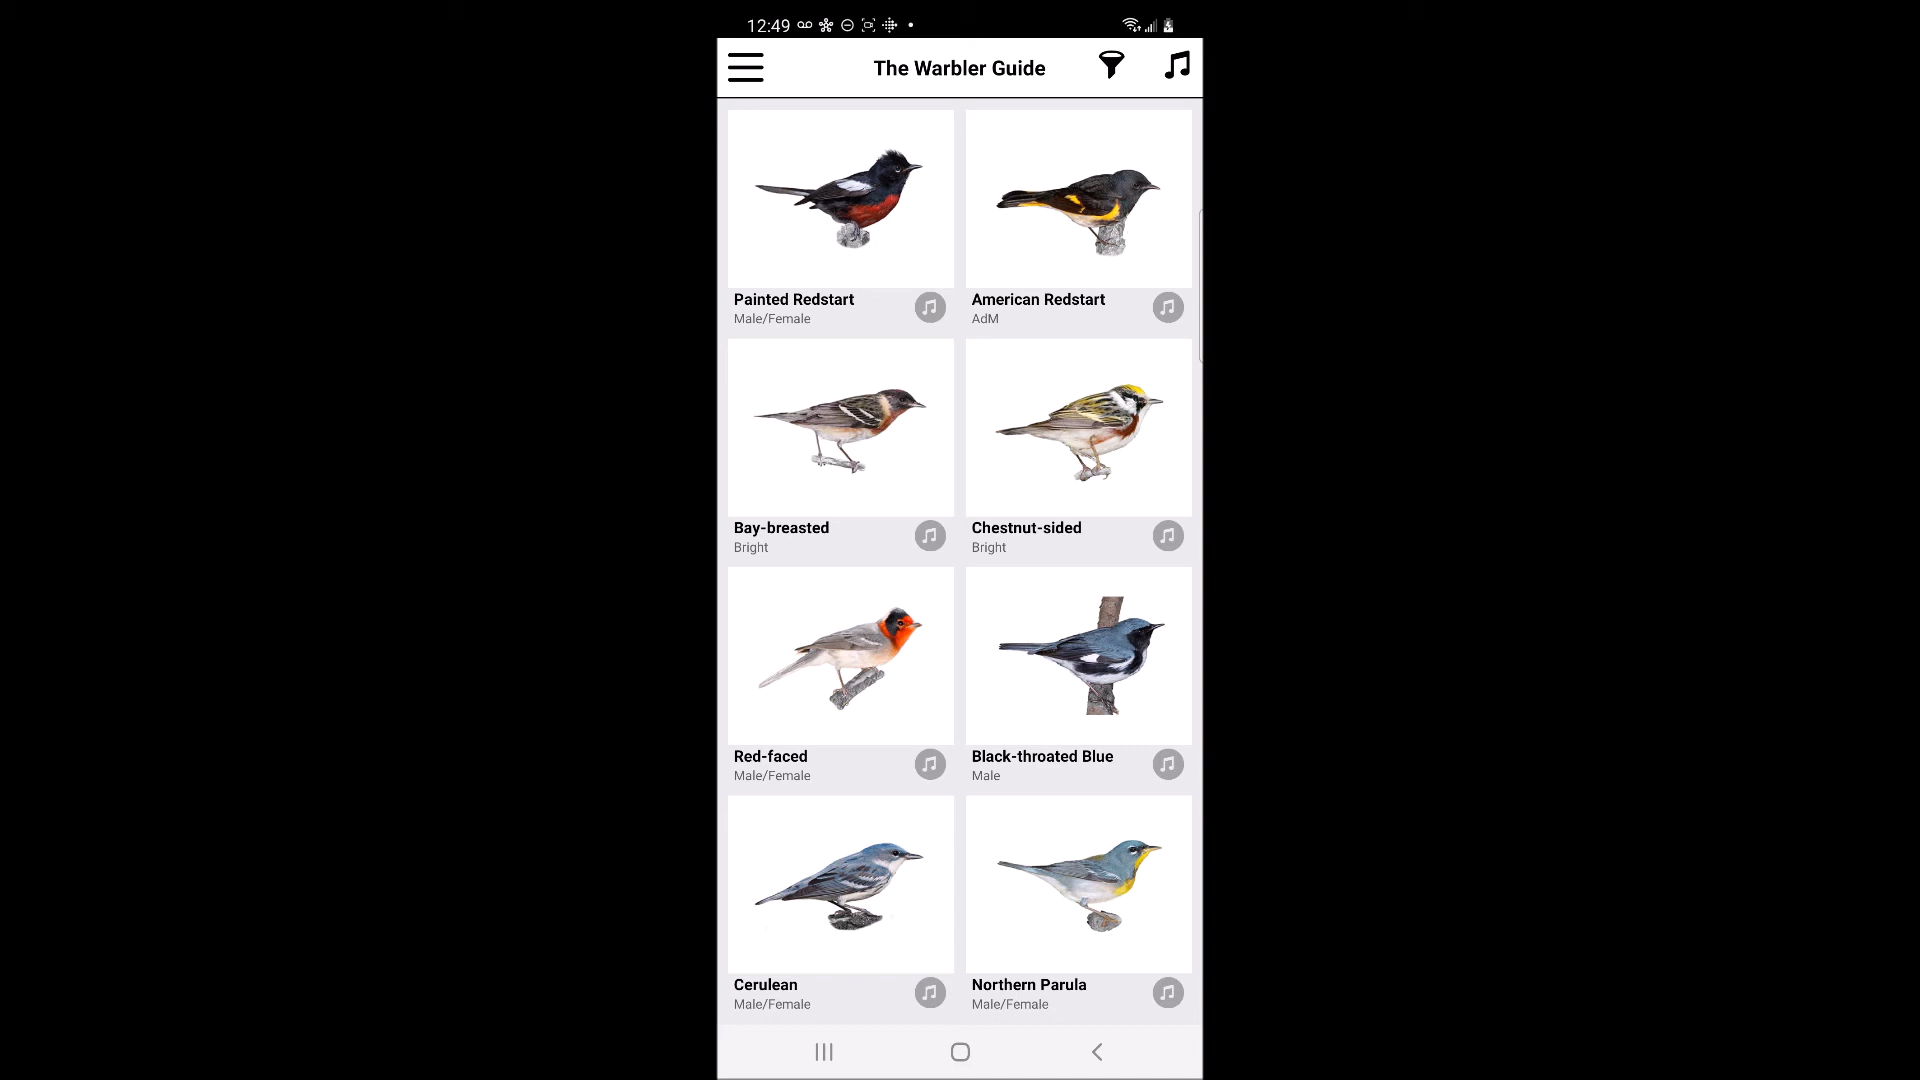 12:49
The Warbler Guide
Painted Redstart
Male/Female
American Redstart
AdM
Bay-breasted
Bright
Chestnut-sided
Bright
Red-faced
Male/Female
Black-throated Blue
Male
Cerulean
Male/Female
Northern Parula
Male/Female